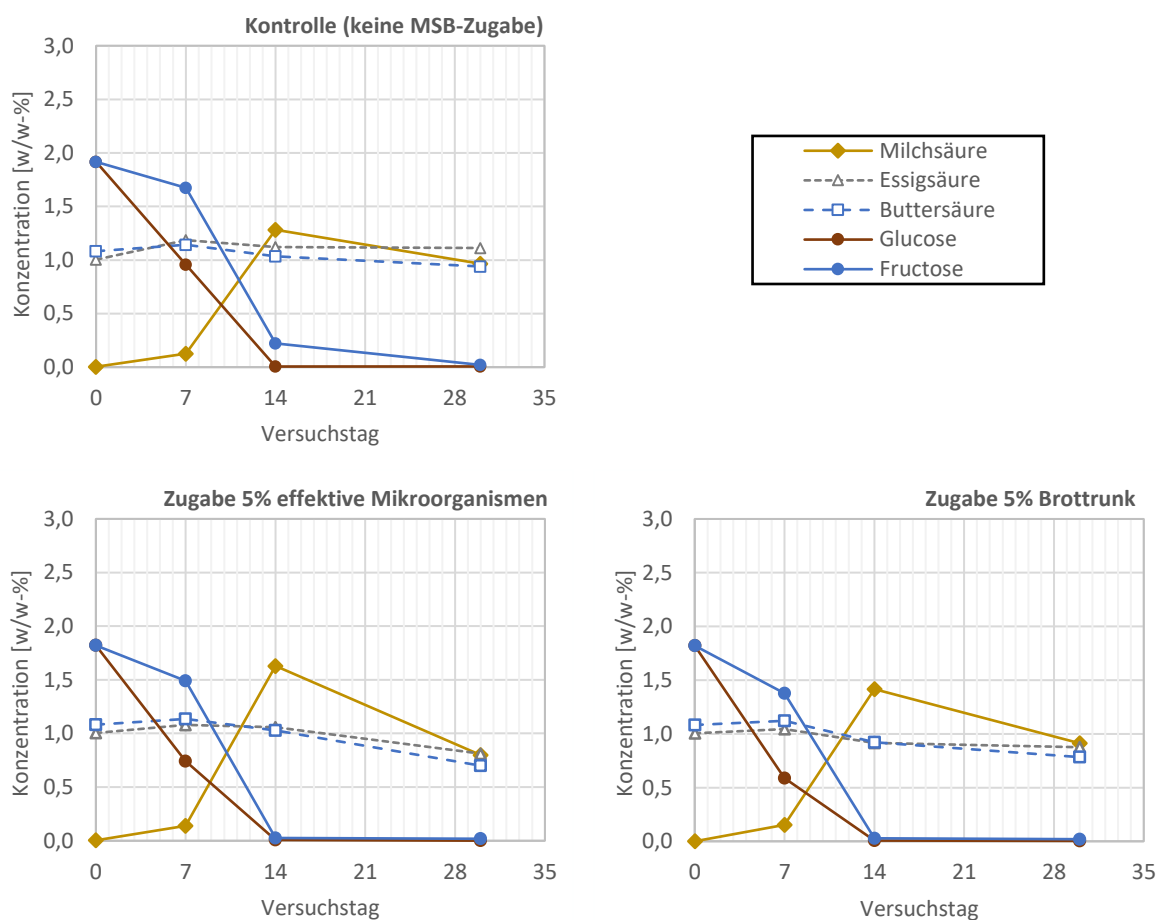 Kontrolle (keine MSB-Zugabe)
3,0
2,5
2,0
1,5
1,0
0,5
0,0
Konzentration [w/w-%]
0 7 14 21 28 35
Versuchstag
Milchsäure
Essigsäure
Buttersäure
Glucose
Fructose
Zugabe 5% effektive Mikroorganismen
3,0
2,5
2,0
1,5
1,0
0,5
0,0
Konzentration [w/w-%]
0 7 14 21 28 35
Versuchstag
Zugabe 5% Brottrunk
3,0
2,5
2,0
1,5
1,0
0,5
0,0
Konzentration [w/w-%]
0 7 14 21 28 35
Versuchstag